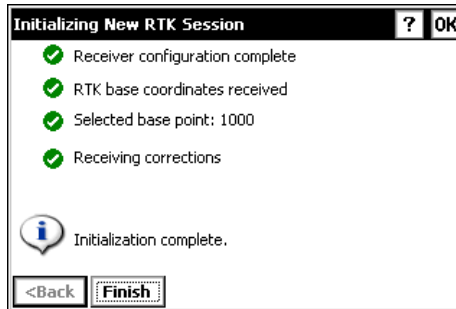 Initializing New RTK Session ? OK
Receiver configuration complete
RTK base coordinates received
Selected base point: 1000
Receiving corrections
Initialization complete.
<Back Finish